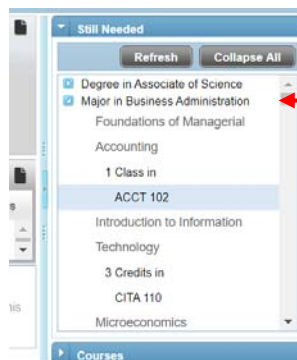 Still Needed
Refresh Collapse All
Degree in Associate of Science
Major in Business Administration
Foundations of Managerial
Accounting
1 Class in
ACCT 102
Introduction to Information
Technology
3 Credits in
CITA 110
Microeconomics
Courses